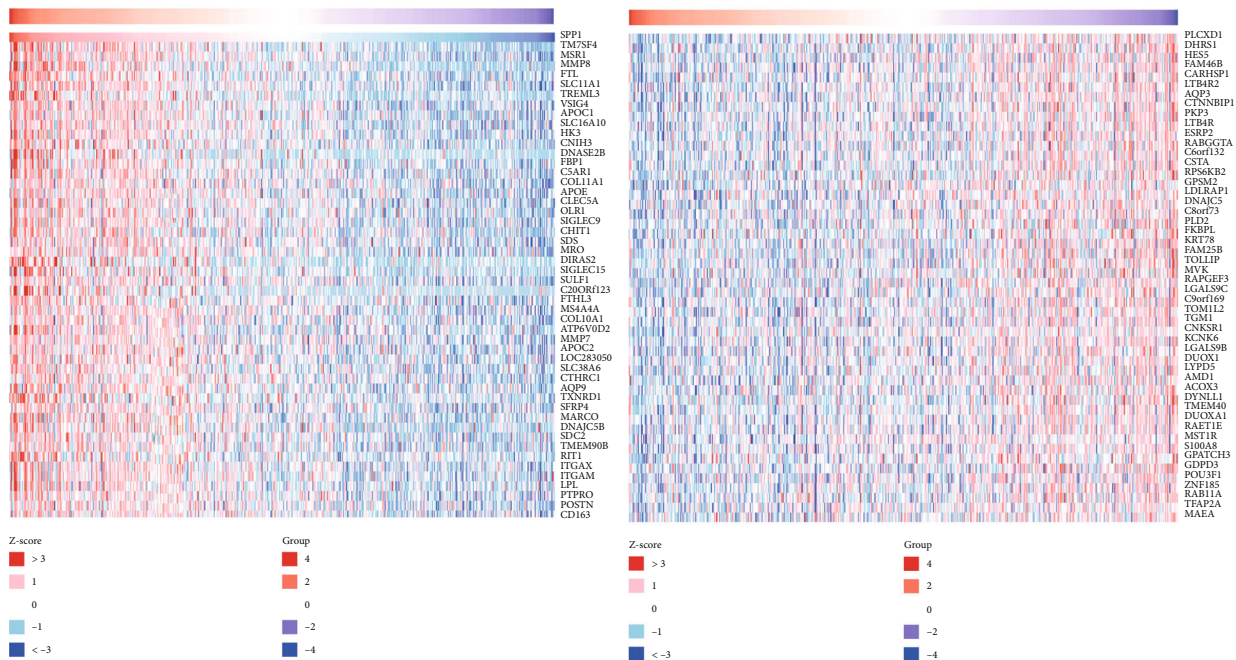 SPP1
TM7SF4
MSR1
MMP8
FTL
SLC11A1
TREML3
VSIG4
APOC1
SLC16A10
HK3
CNIH3
DNASE2B
FBP1
C5AR1
COL11A1
APOE
CLEC5A
OLR1
SIGLEC9
CHIT1
SDS
MRO
DIRAS2
SIGLEC15
SULF1
C20ORf123
FTHL3
MS4A4A
COL10A1
ATP6V0D2
MMP7
APOC2
LOC283050
SLC38A6
CTHRC1
AQP9
TXNRD1
SFRP4
MARCO
DNAJC5B
SDC2
TMEM90B
RIT1
ITGAX
ITGAM
LPL
PTPRO
POSTN
CD163
Z-score
> 3
1
0
−1
< −3
Group
4
2
0
−2
−4
PLCXD1
DHRS1
HES5
FAM46B
CARHSP1
LTB4R2
AQP3
CTNNBIP1
PKP3
LTB4R
ESRP2
RABGGTA
C6orf132
CSTA
RPS6KB2
GPSM2
LDLRAP1
DNAJC5
C8orf73
PLD2
FKBPL
KRT78
FAM25B
TOLLIP
MVK
RAPGEF3
LGALS9C
C9orf169
TOM1L2
TGM1
CNKSR1
KCNK6
LGALS9B
DUOX1
LYPD5
AMD1
ACOX3
DYNLL1
TMEM40
DUOXA1
RAET1E
MST1R
S100A8
GPATCH3
GDPD3
POU3F1
ZNF185
RAB11A
TFAP2A
MAEA
Z-score
> 3
1
0
−1
< −3
Group
4
2
0
−2
−4